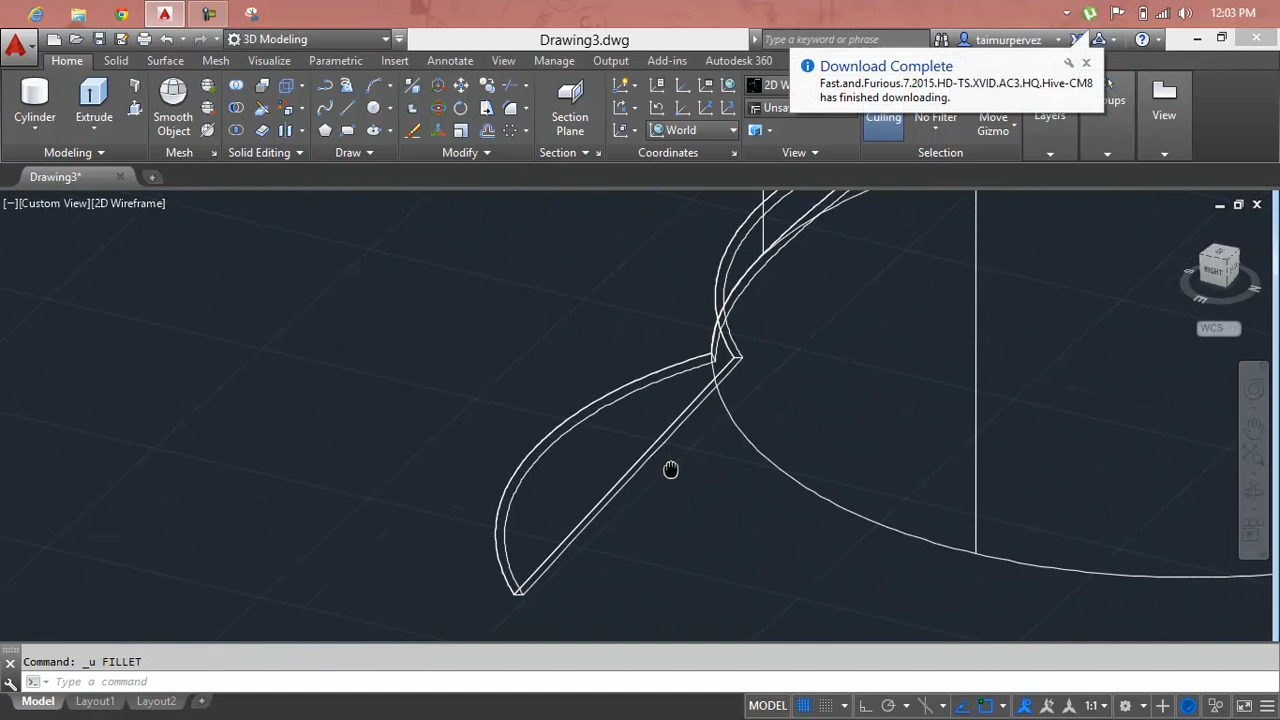 12:03 PM
3D Modeling
Drawing3.dwg
Type a keyword or phrase
taimurpervez
Home Solid Surface Mesh Visualize Parametric Insert Annotate View Manage Output Add-ins Autodesk 360
Download Complete
Fast.and.Furious.7.2015.HD-TS.XVID.AC3.HQ.Hive-CM8
has finished downloading.
Cylinder
Extrude
Smooth
Object
Section
Plane
World
2D W
Unsa
Culling
No Filter
Move
Gizmo
Layers
View
Modeling
Mesh
Solid Editing
Draw
Modify
Section
Coordinates
View
Selection
Drawing3*
[−][Custom View][2D Wireframe]
RIGHT
WCS
Command: _u FILLET
Type a command
Model Layout1 Layout2
MODEL
1:1